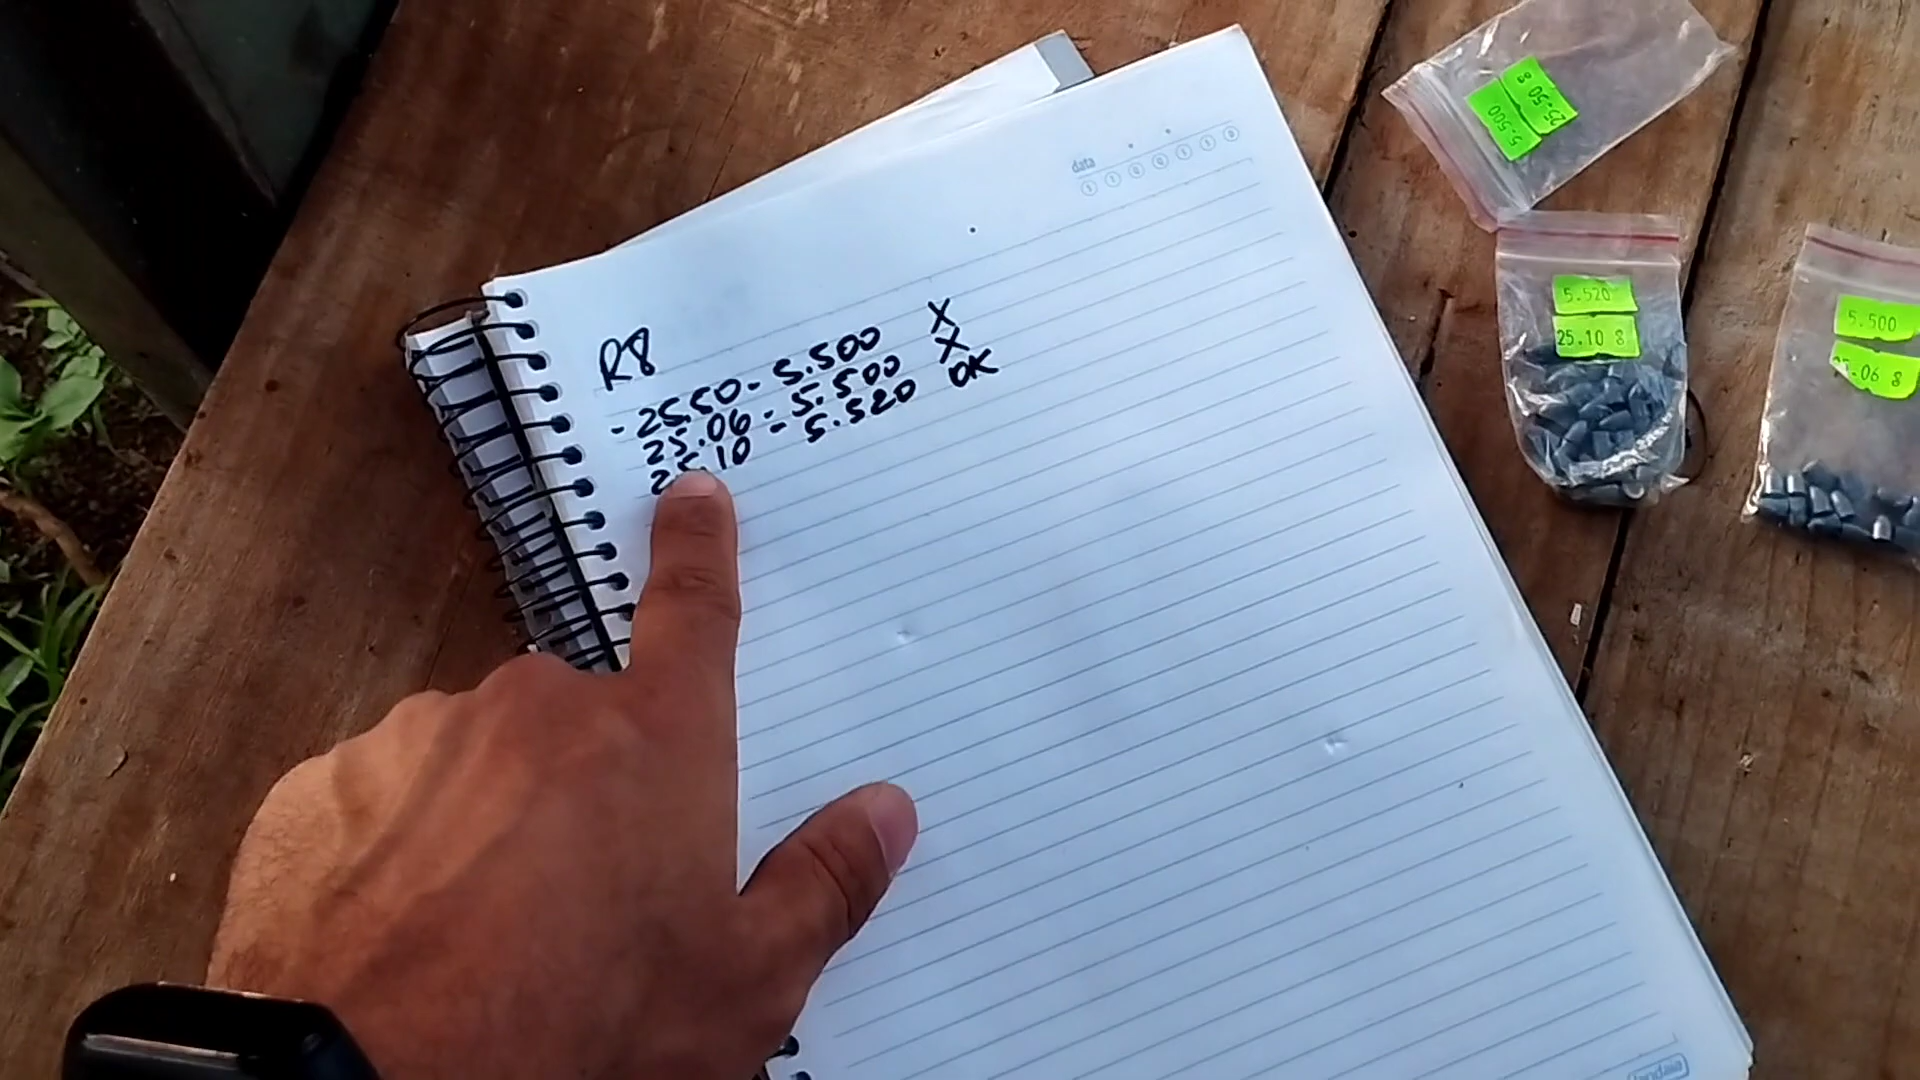 data
S T Q Q S S D
R8
- 25.50 - 5.500 X
25.06 - 5.500 X
25.10 - 5.520 OK
25.50
5.500
5.520
25.10 8
5.500
.06 8